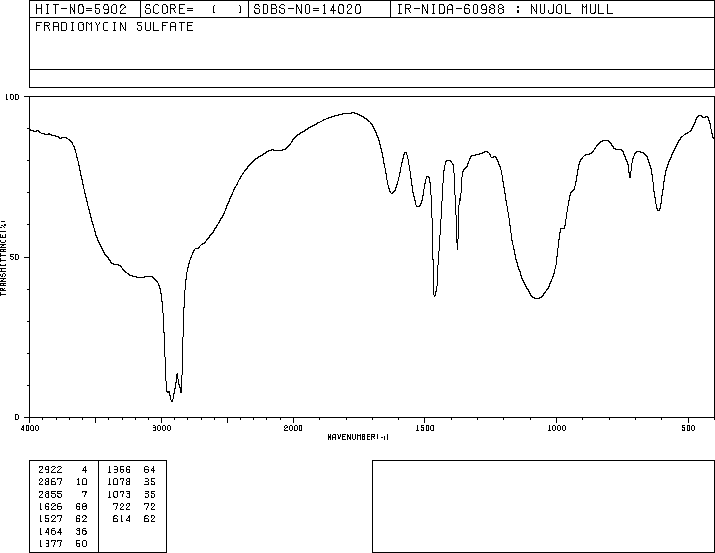 HIT-NO=5902 SCORE= ( ) SDBS-NO=14020 IR-NIDA-60988 : NUJOL MULL
FRADIOMYCIN SULFATE
100
50
0
TRANSMITTANCE(%)
4000 3000 2000 1500 1000 500
WAVENUMBER(-1)
2922 4 1366 64
2867 10 1078 35
2855 7 1073 35
1626 68 722 72
1527 62 614 62
1464 36
1377 60